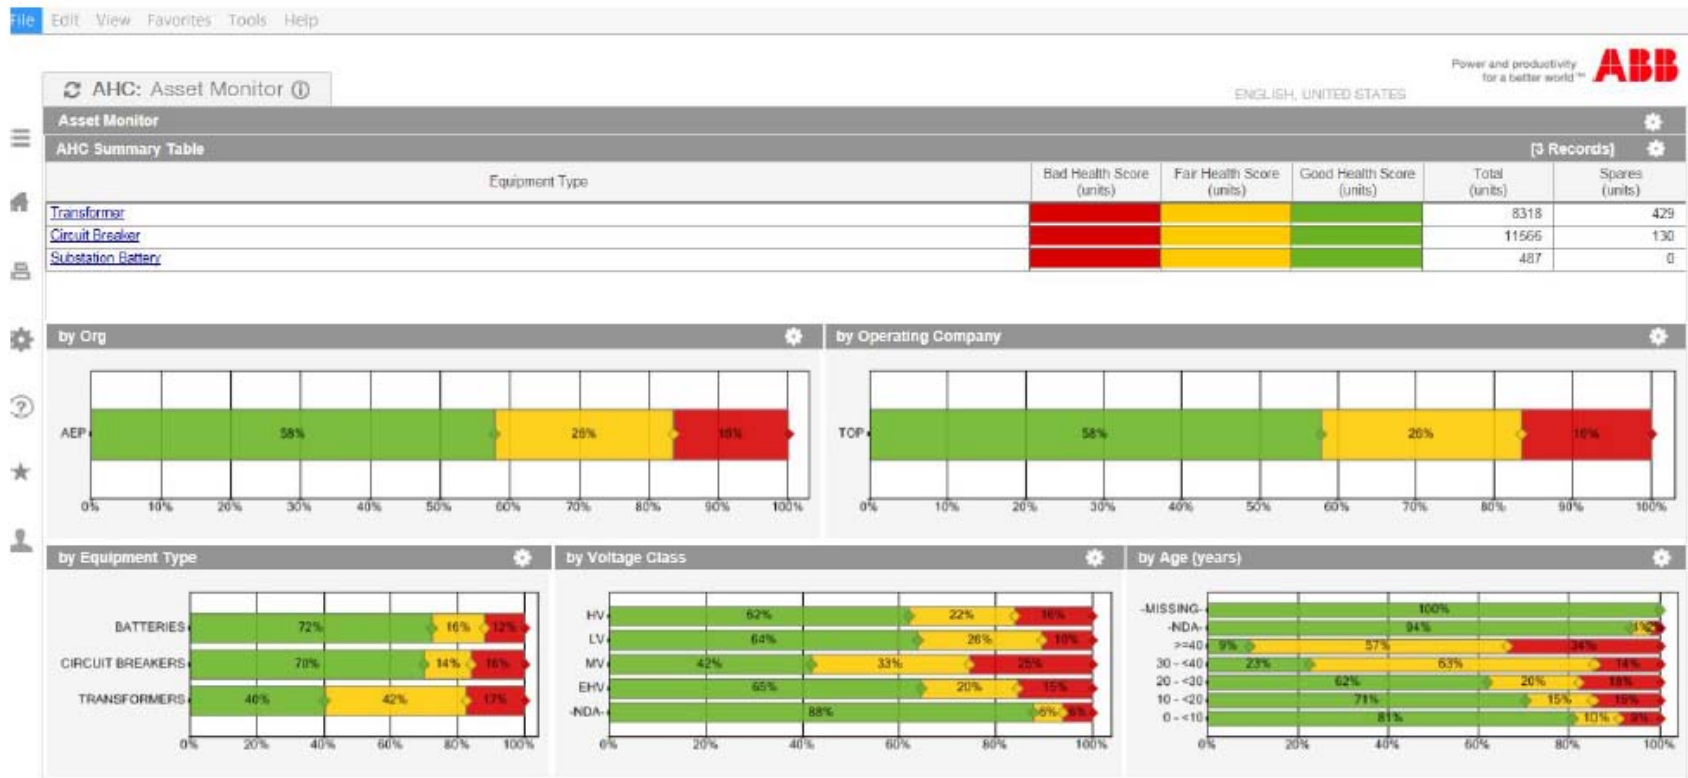 File Edit View Favorites Tools Help
Power and productivity
for a better world™ ABB
AHC: Asset Monitor
ENGLISH, UNITED STATES
Asset Monitor
AHC Summary Table [3 Records]
Equipment Type Bad Health Score (units) Fair Health Score (units) Good Health Score (units) Total (units) Spares (units)
Transformer 8318 429
Circuit Breaker 11566 130
Substation Battery 487 0
by Org
AEP 58% 26% 16%
0% 10% 20% 30% 40% 50% 60% 70% 80% 90% 100%
by Operating Company
TOP 58% 26% 16%
0% 10% 20% 30% 40% 50% 60% 70% 80% 90% 100%
by Equipment Type
BATTERIES 72% 16% 12%
CIRCUIT BREAKERS 70% 14% 16%
TRANSFORMERS 40% 42% 17%
0% 20% 40% 60% 80% 100%
by Voltage Class
HV 62% 22% 16%
LV 64% 26% 10%
MV 42% 33% 25%
EHV 65% 20% 15%
-NDA- 88% 6% 6%
0% 20% 40% 60% 80% 100%
by Age (years)
-MISSING- 100%
-NDA- 94%
>=40 9% 57% 34%
30 - <40 23% 63% 14%
20 - <30 62% 20% 18%
10 - <20 71% 15% 15%
0 - <10 81% 10% 9%
0% 20% 40% 60% 80% 100%